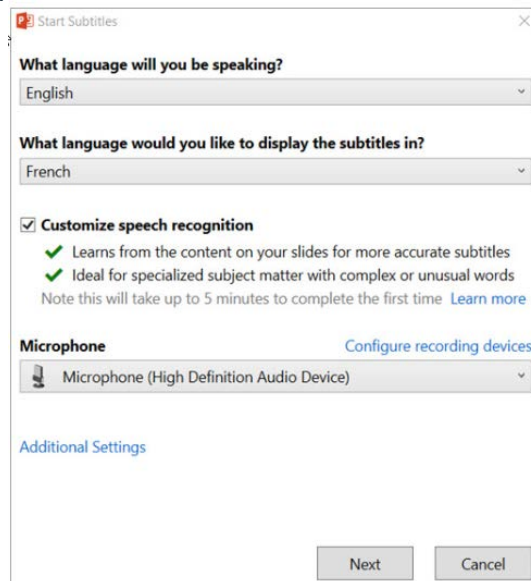 Start Subtitles
What language will you be speaking?
English
What language would you like to display the subtitles in?
French
Customize speech recognition
Learns from the content on your slides for more accurate subtitles
Ideal for specialized subject matter with complex or unusual words
Note this will take up to 5 minutes to complete the first time Learn more
Microphone Configure recording devices
Microphone (High Definition Audio Device)
Additional Settings
Next Cancel